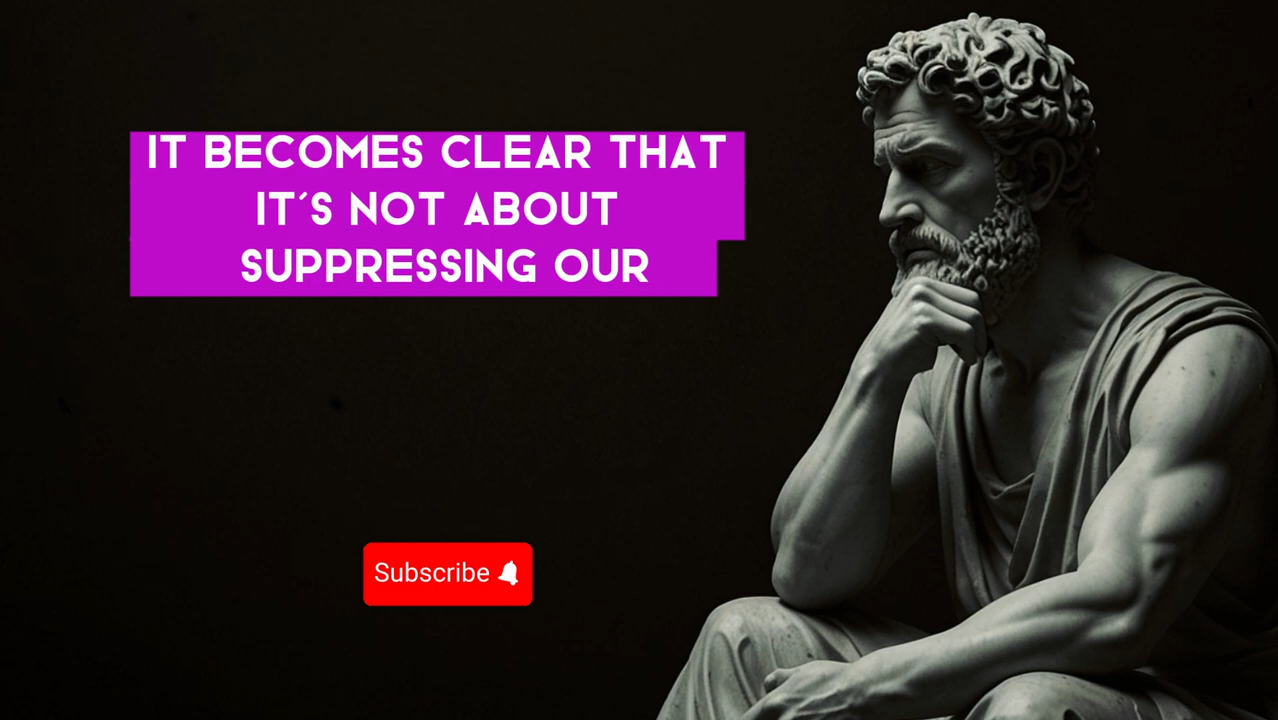 IT BECOMES CLEAR THAT
IT´S NOT ABOUT
SUPPRESSING OUR
Subscribe